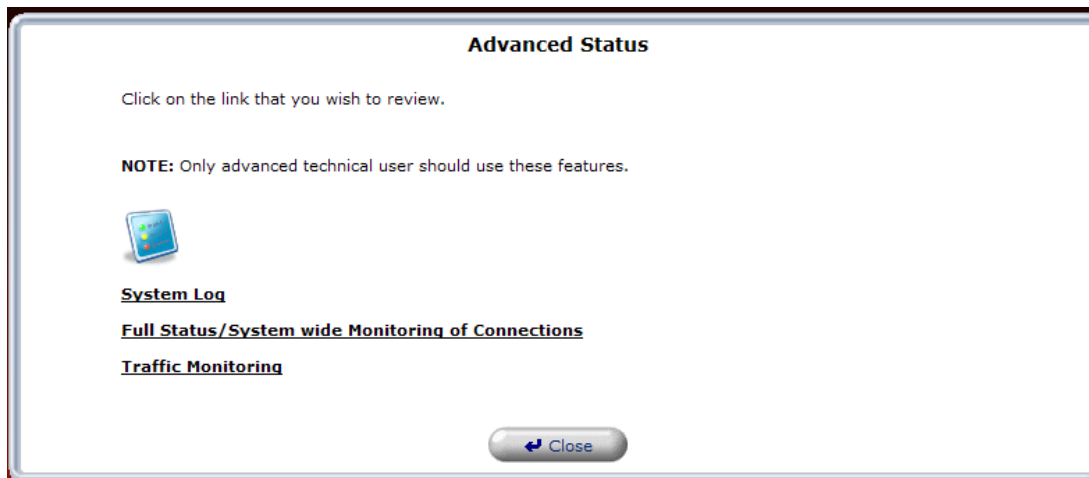 Advanced Status
Click on the link that you wish to review.
NOTE: Only advanced technical user should use these features.
System Log
Full Status/System wide Monitoring of Connections
Traffic Monitoring
Close